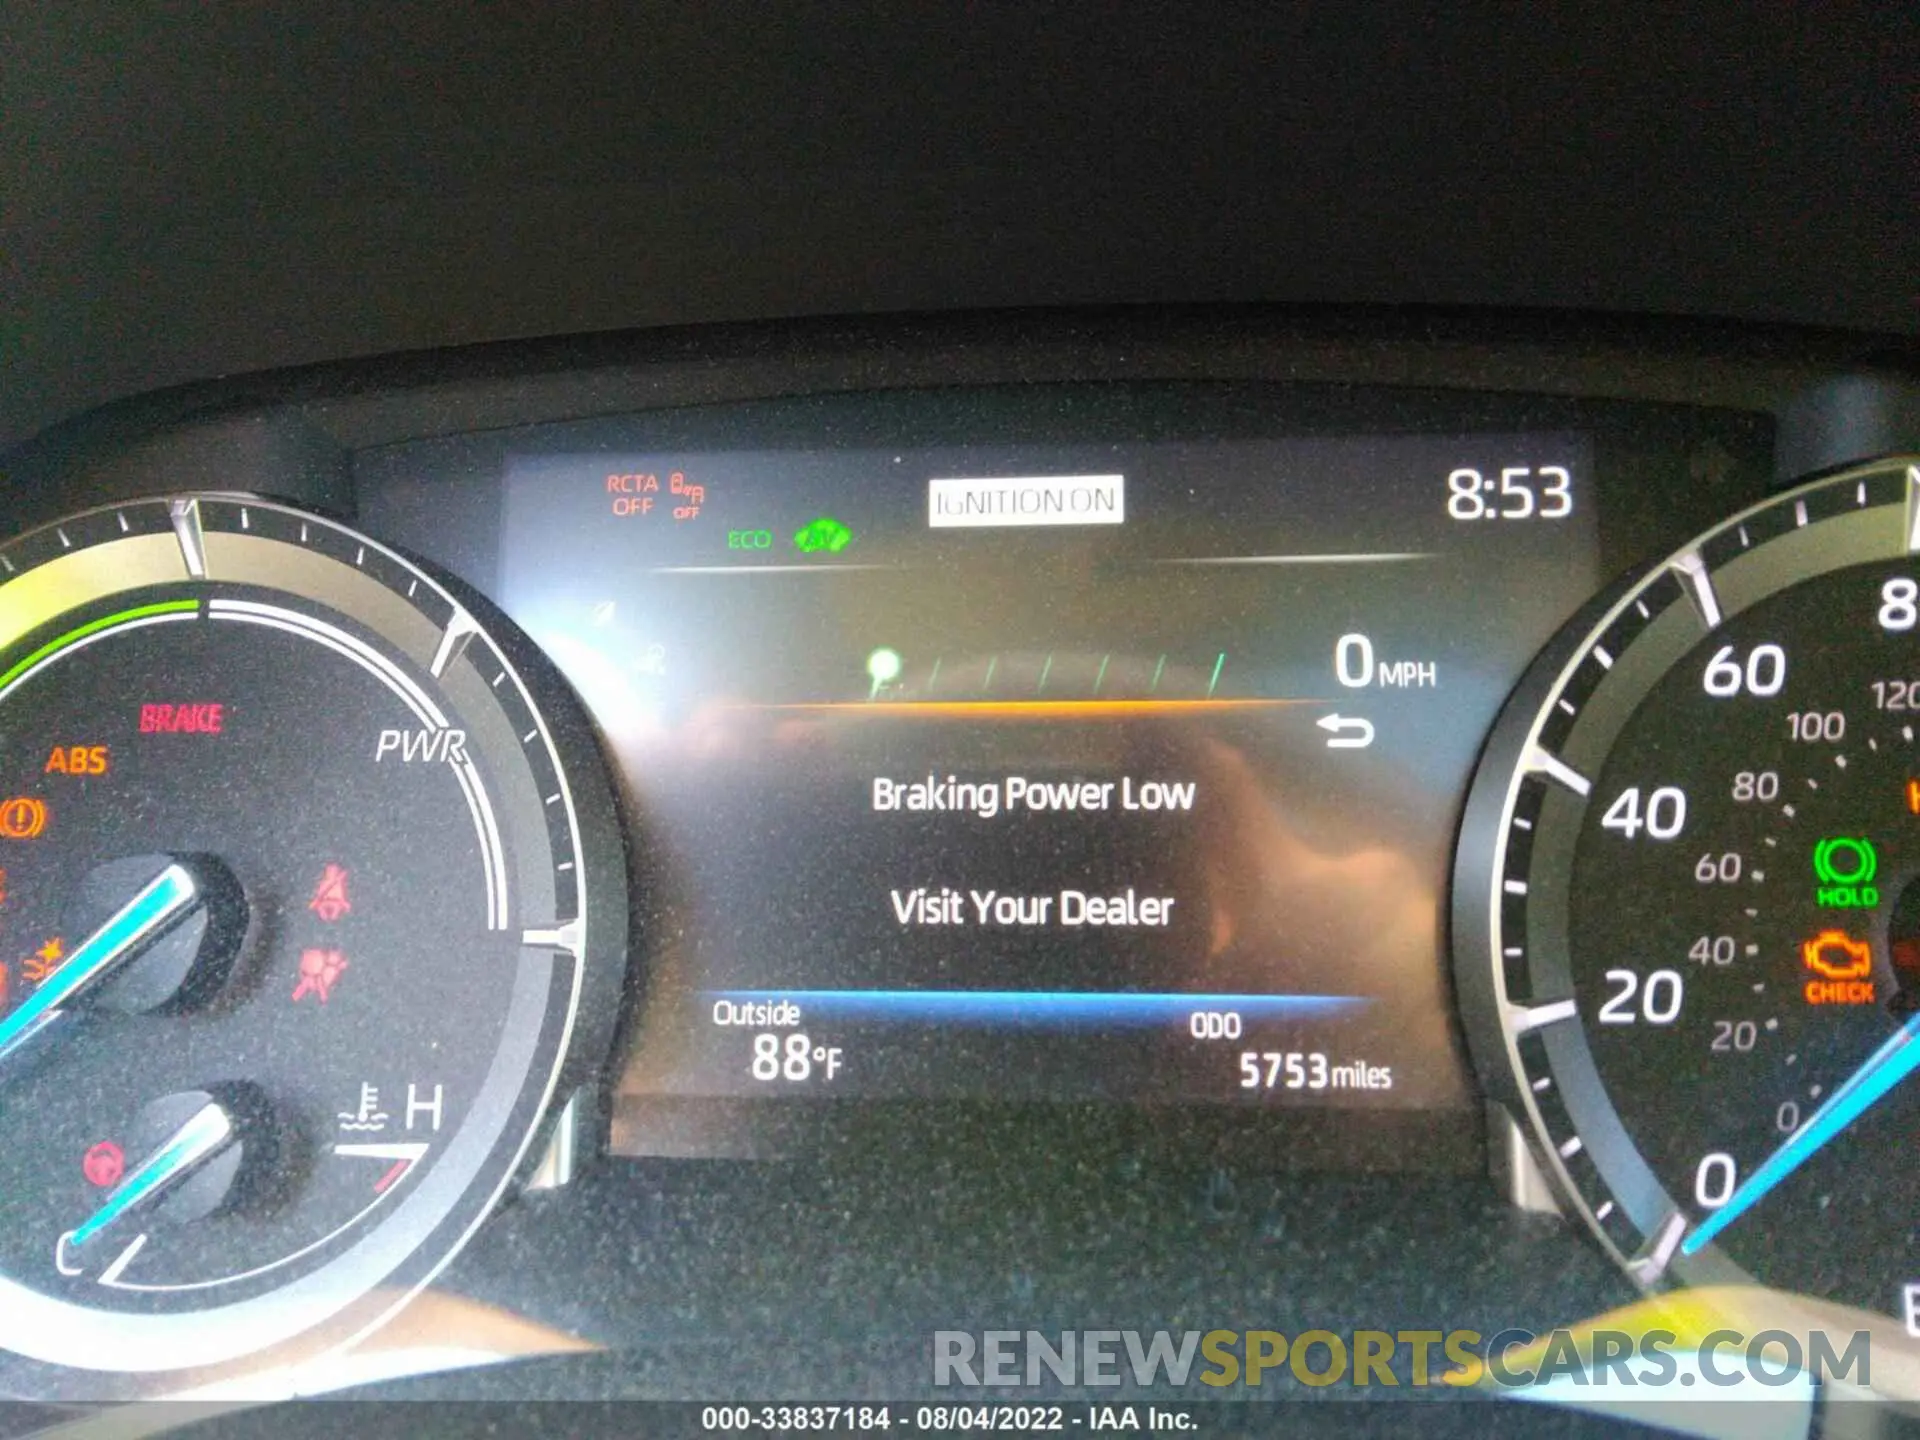 RCTA
OFF
OFF
IGNITION ON
8:53
ECO
EV
0 MPH
BRAKE
ABS
PWR
Braking Power Low
Visit Your Dealer
Outside
88°F
ODO
5753 miles
H
C
8
60
40
20
0
120
100
80
60
40
20
0
HOLD
CHECK
RENEWSPORTSCARS.COM
000-33837184 - 08/04/2022 - IAA Inc.